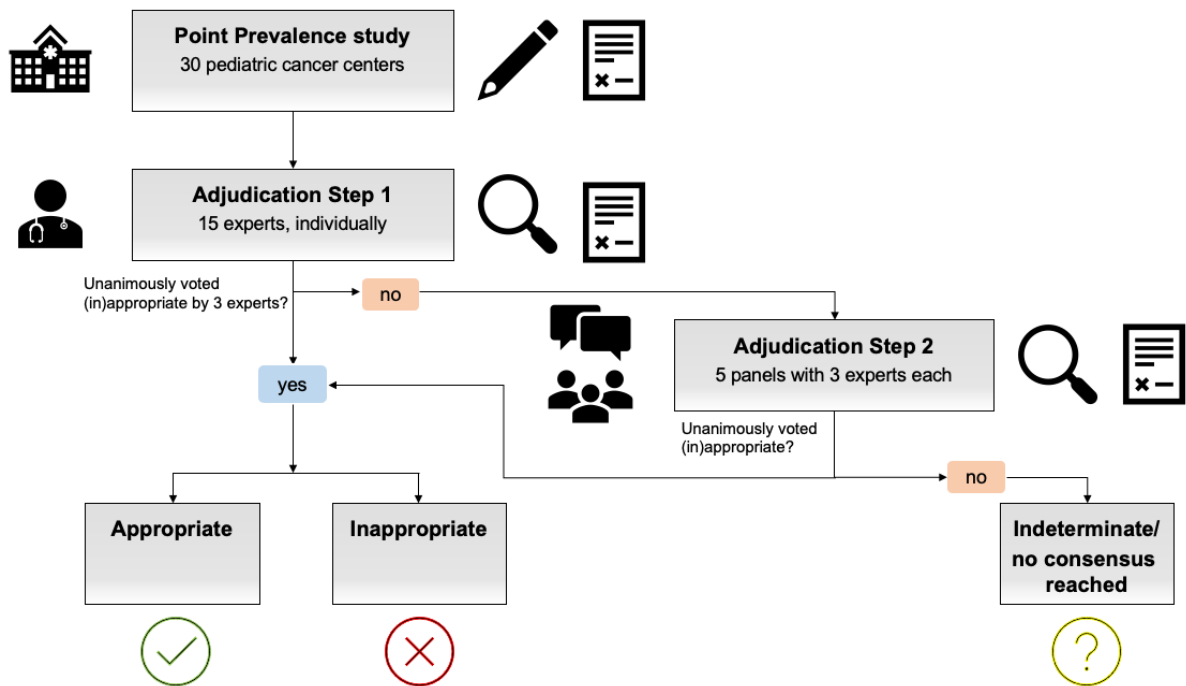 Point Prevalence study
30 pediatric cancer centers
Adjudication Step 1
15 experts, individually
Unanimously voted
(in)appropriate by 3 experts?
no
Adjudication Step 2
5 panels with 3 experts each
yes
Unanimously voted
(in)appropriate?
no
Appropriate
Inappropriate
Indeterminate/
no consensus
reached